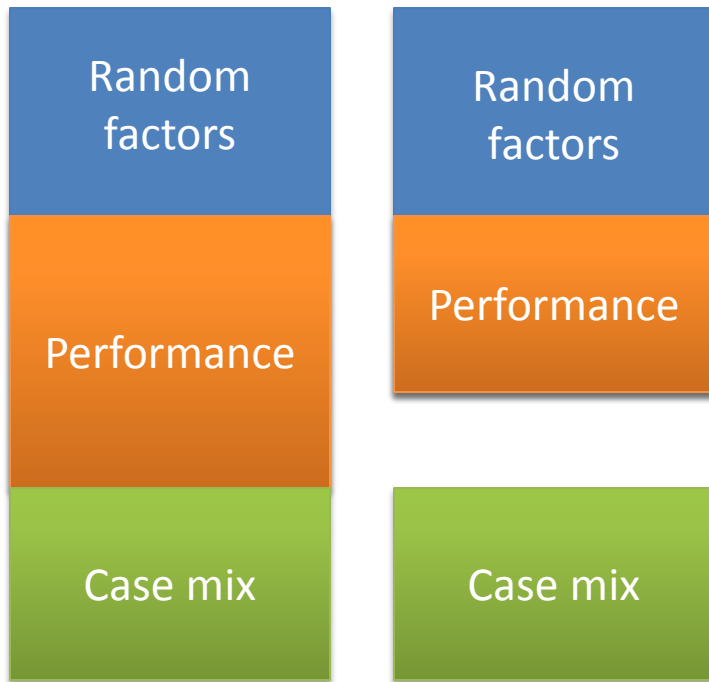 Random
factors
Performance
Case mix
Random
factors
Performance
Case mix